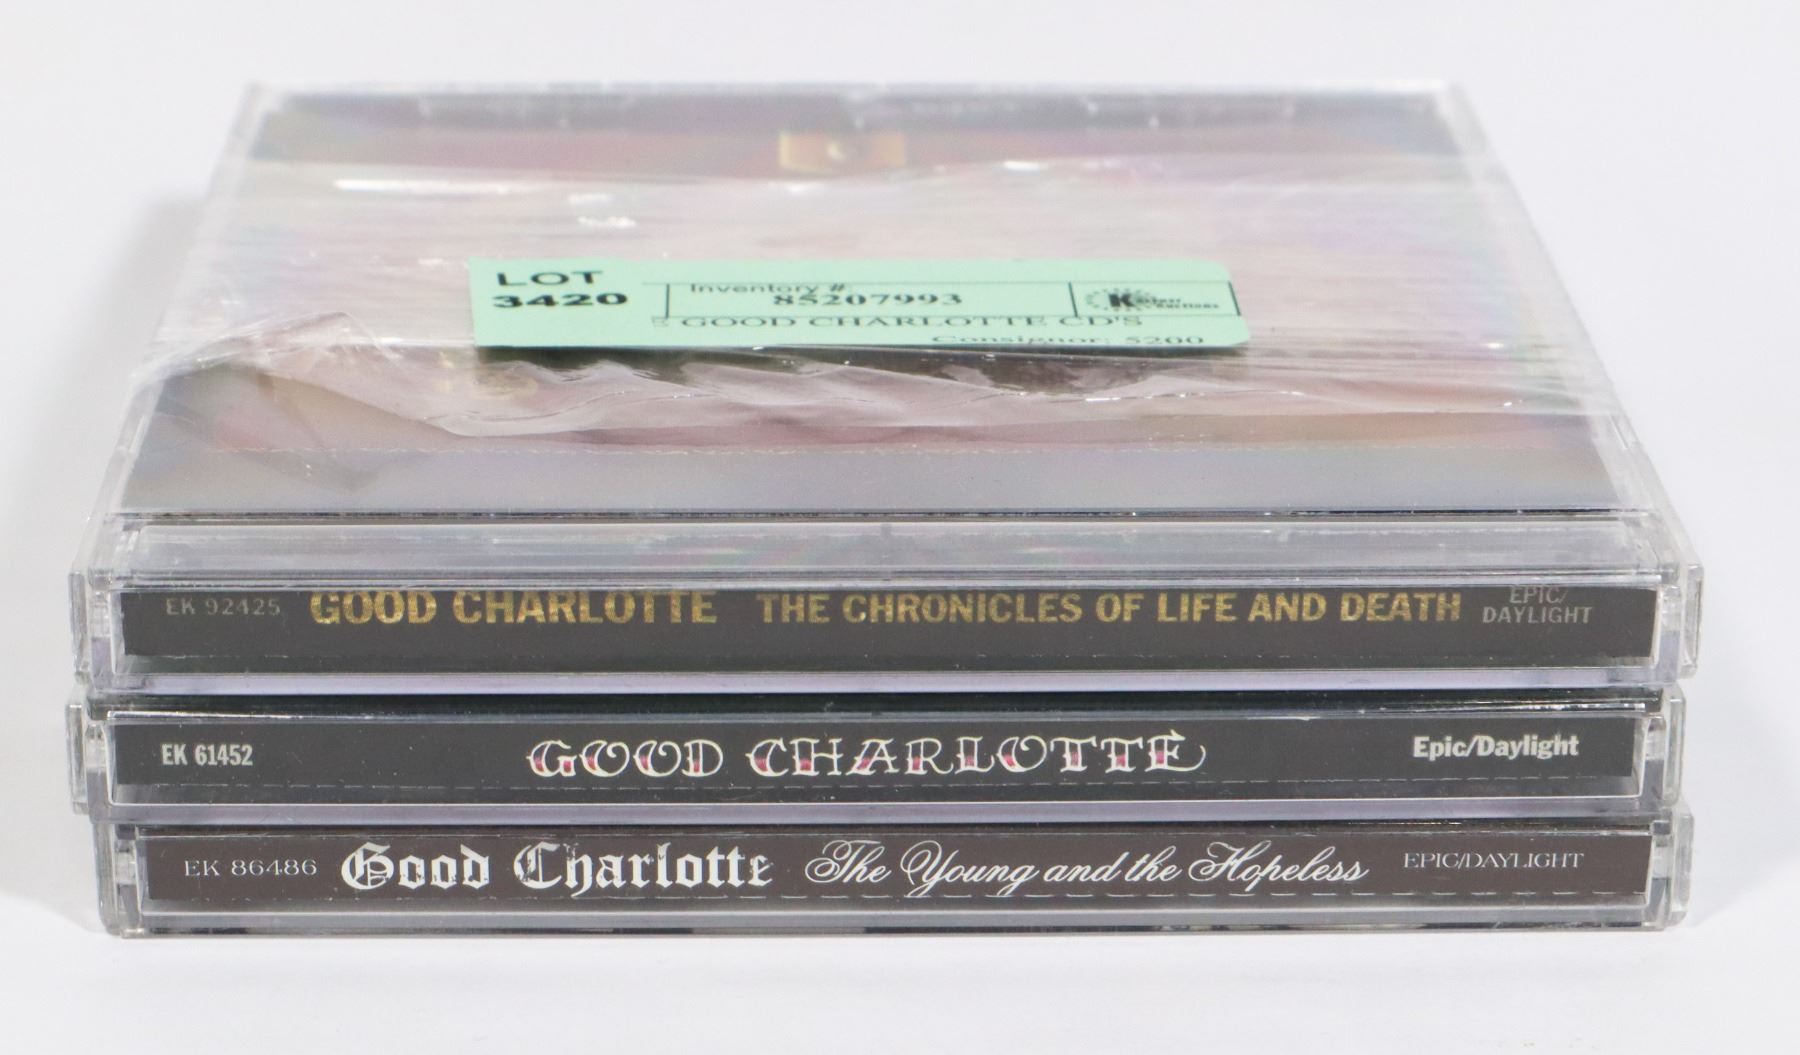 LOT
3420
Inventory #
85207993
GOOD CHARLOTTE CD'S
Consignor: 5200
EK 92425 GOOD CHARLOTTE THE CHRONICLES OF LIFE AND DEATH EPIC/
DAYLIGHT
EK 61452 GOOD CHARLOTTE Epic/Daylight
EK 86486 Good Charlotte The Young and the Hopeless EPIC/DAYLIGHT